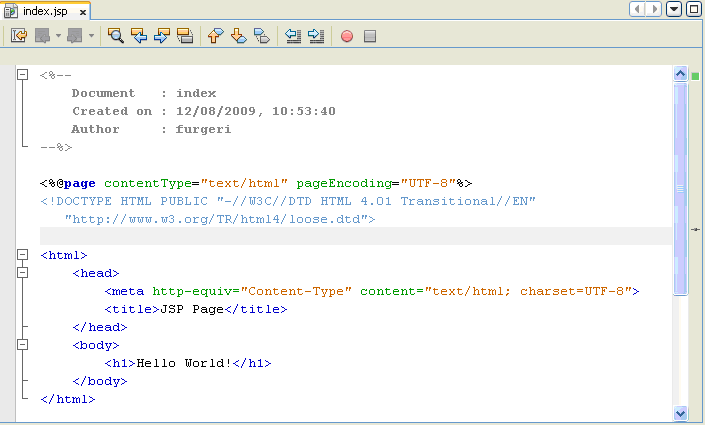 index.jsp
<%--
    Document   : index
    Created on : 12/08/2009, 10:53:40
    Author     : furgeri
--%>
<%@page contentType="text/html" pageEncoding="UTF-8"%>
<!DOCTYPE HTML PUBLIC "-//W3C//DTD HTML 4.01 Transitional//EN"
   "http://www.w3.org/TR/html4/loose.dtd">
<html>
    <head>
        <meta http-equiv="Content-Type" content="text/html; charset=UTF-8">
        <title>JSP Page</title>
    </head>
    <body>
        <h1>Hello World!</h1>
    </body>
</html>